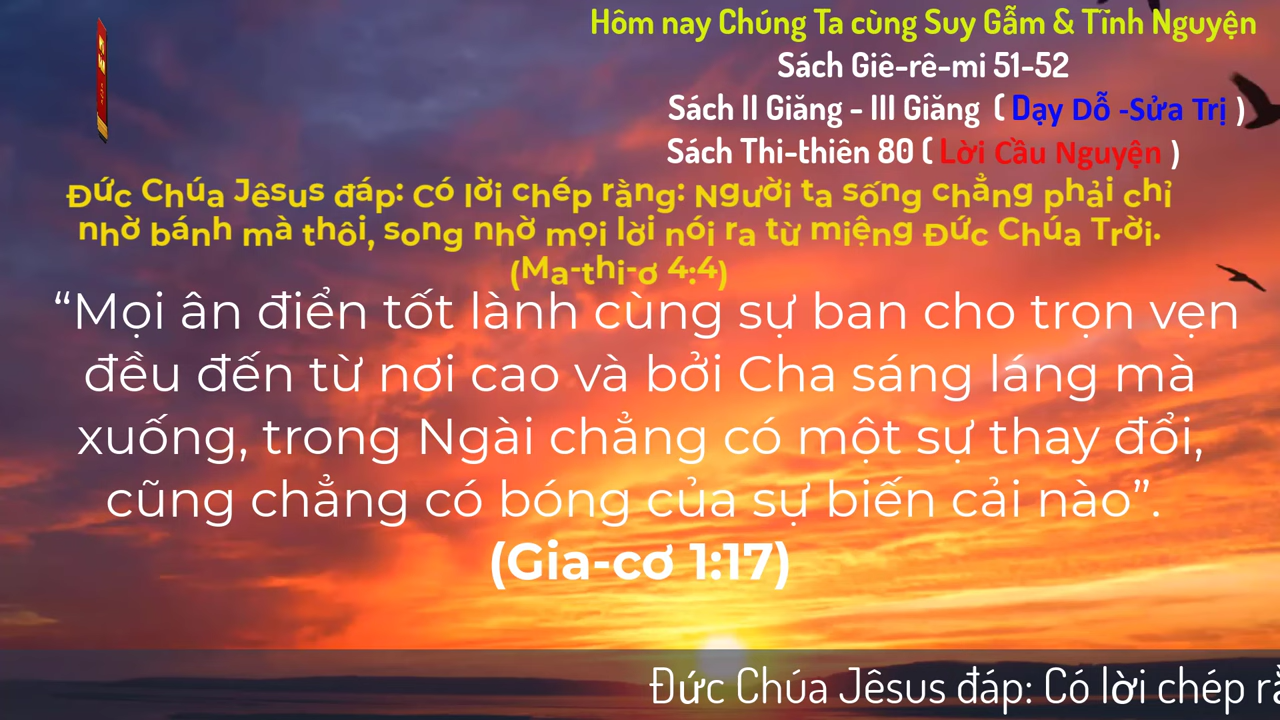 Hôm nay Chúng Ta cùng Suy Gẫm & Tĩnh Nguyện
Sách Giê-rê-mi 51-52
Sách II Giăng - III Giăng ( Dạy Dỗ -Sửa Trị )
Sách Thi-thiên 80 ( Lời Cầu Nguyện )
Đức Chúa Jêsus đáp: Có lời chép rằng: Người ta sống chẳng phải chỉ
nhờ bánh mà thôi, song nhờ mọi lời nói ra từ miệng Đức Chúa Trời.
(Ma-thi-ơ 4:4)
“Mọi ân điển tốt lành cùng sự ban cho trọn vẹn
đều đến từ nơi cao và bởi Cha sáng láng mà
xuống, trong Ngài chẳng có một sự thay đổi,
cũng chẳng có bóng của sự biến cải nào”.
(Gia-cơ 1:17)
Đức Chúa Jêsus đáp: Có lời chép rằ